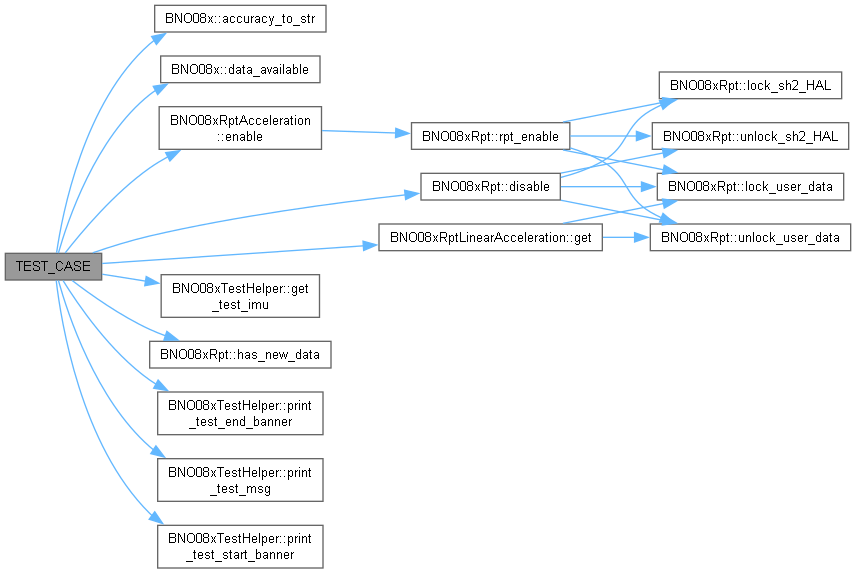 BNO08x::accuracy_to_str
BNO08x::data_available
BNO08xRptAcceleration
::enable
BNO08xRpt::rpt_enable
BNO08xRpt::lock_sh2_HAL
BNO08xRpt::unlock_sh2_HAL
BNO08xRpt::disable
BNO08xRpt::lock_user_data
BNO08xRptLinearAcceleration::get
BNO08xRpt::unlock_user_data
TEST_CASE
BNO08xTestHelper::get
_test_imu
BNO08xRpt::has_new_data
BNO08xTestHelper::print
_test_end_banner
BNO08xTestHelper::print
_test_msg
BNO08xTestHelper::print
_test_start_banner